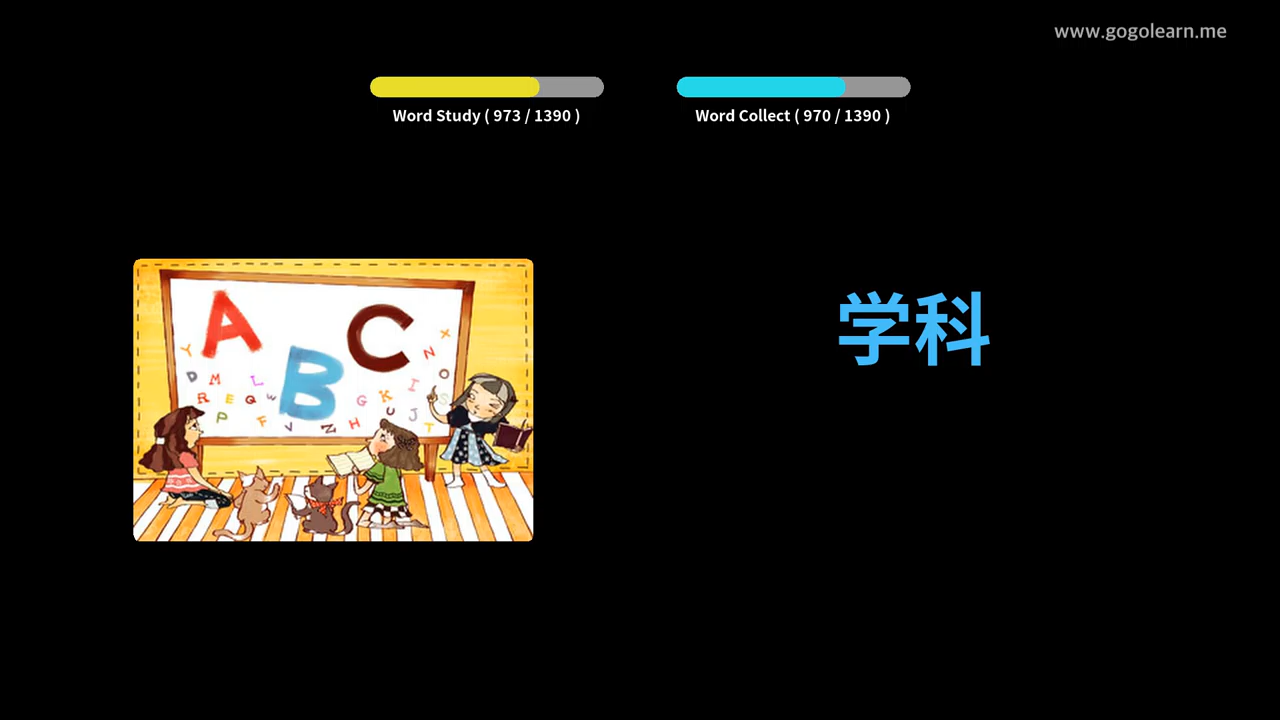 www.gogolearn.me
Word Study ( 973 / 1390 )
Word Collect ( 970 / 1390 )
学科
A
B
C
Y
X
N
D M L O
R E Q W G K I S
P F V Z H U J T